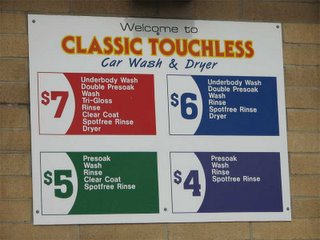 Welcome to
CLASSIC TOUCHLESS
Car Wash & Dryer
$7
Underbody Wash
Double Presoak
Wash
Tri-Gloss
Rinse
Clear Coat
Spotfree Rinse
Dryer
$6
Underbody Wash
Double Presoak
Wash
Rinse
Spotfree Rinse
Dryer
$5
Presoak
Wash
Rinse
Clear Coat
Spotfree Rinse
$4
Presoak
Wash
Rinse
Spotfree Rinse